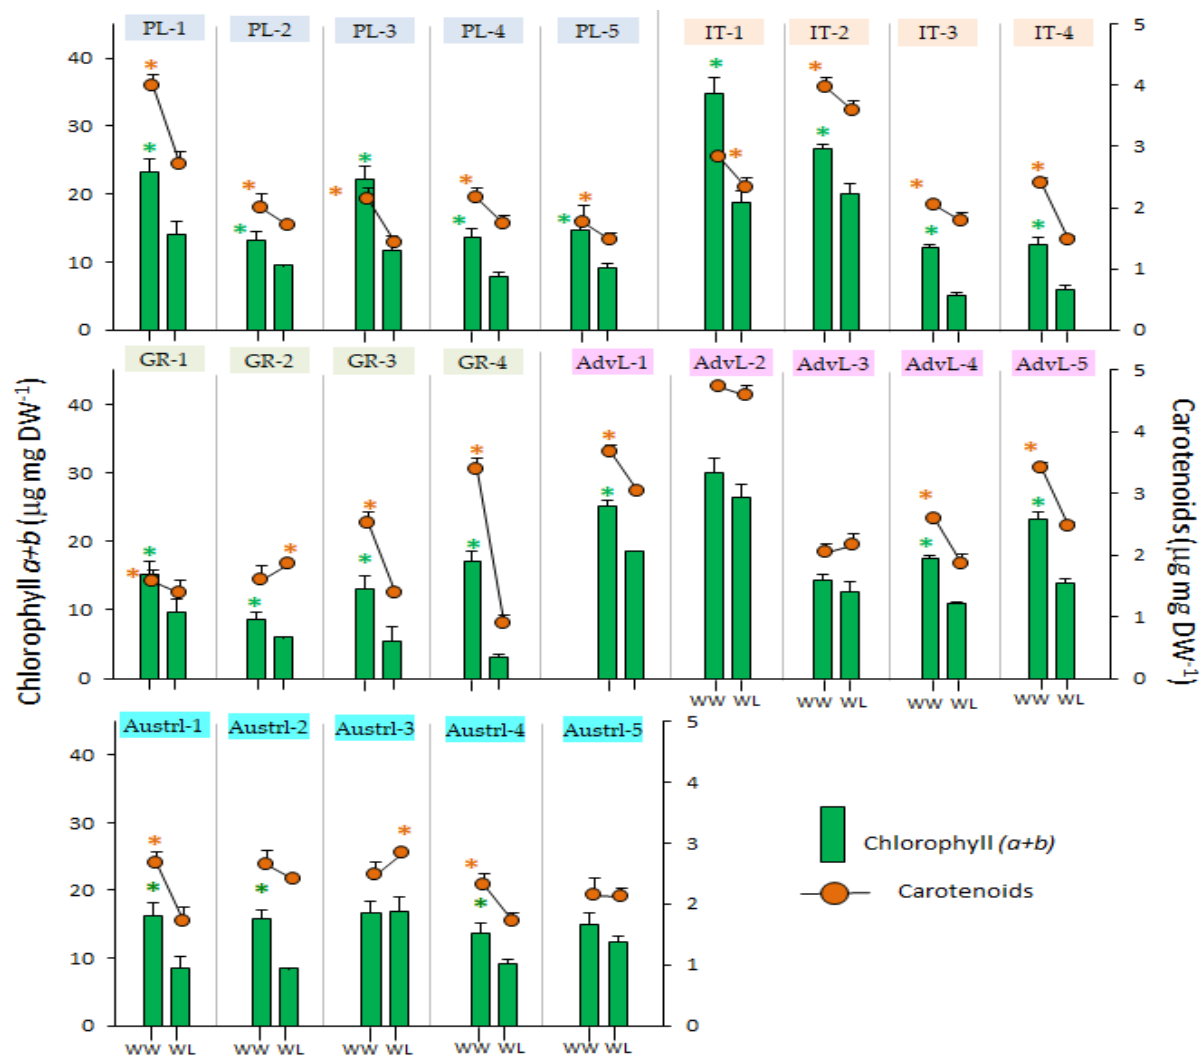 PL-1 PL-2 PL-3 PL-4 PL-5 IT-1 IT-2 IT-3 IT-4
40 30 20 10 0
5 4 3 2 1 0
* * * * * * * * * * * * * * * * * *
GR-1 GR-2 GR-3 GR-4 AdvL-1 AdvL-2 AdvL-3 AdvL-4 AdvL-5
40 30 20 10 0
5 4 3 2 1 0
* * * * * * * * * * * * * *
WW WL WW WL WW WL WW WL
Chlorophyll a+b (µg mg DW-1)
Carotenoids (µg mg DW-1)
Austrl-1 Austrl-2 Austrl-3 Austrl-4 Austrl-5
40 30 20 10 0
5 4 3 2 1 0
* * * * * *
WW WL WW WL WW WL WW WL WW WL
Chlorophyll (a+b)
Carotenoids